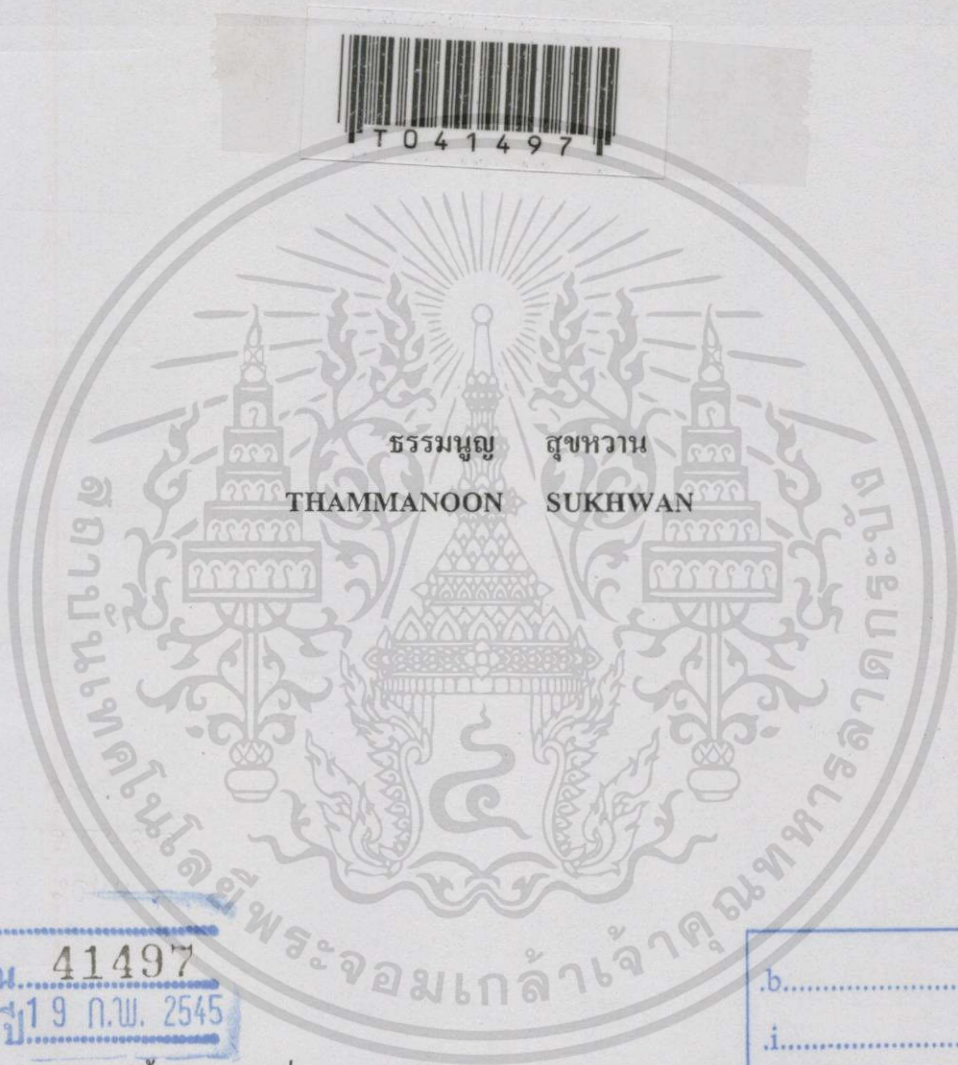 T041497
ธรรมนูญ สุขหวาน
THAMMANOON SUKHWAN
สถาบันเทคโนโลยีพระจอมเกล้าเจ้าคุณทหารลาดกระบัง
41497
19 ก.พ. 2545
.b
.i